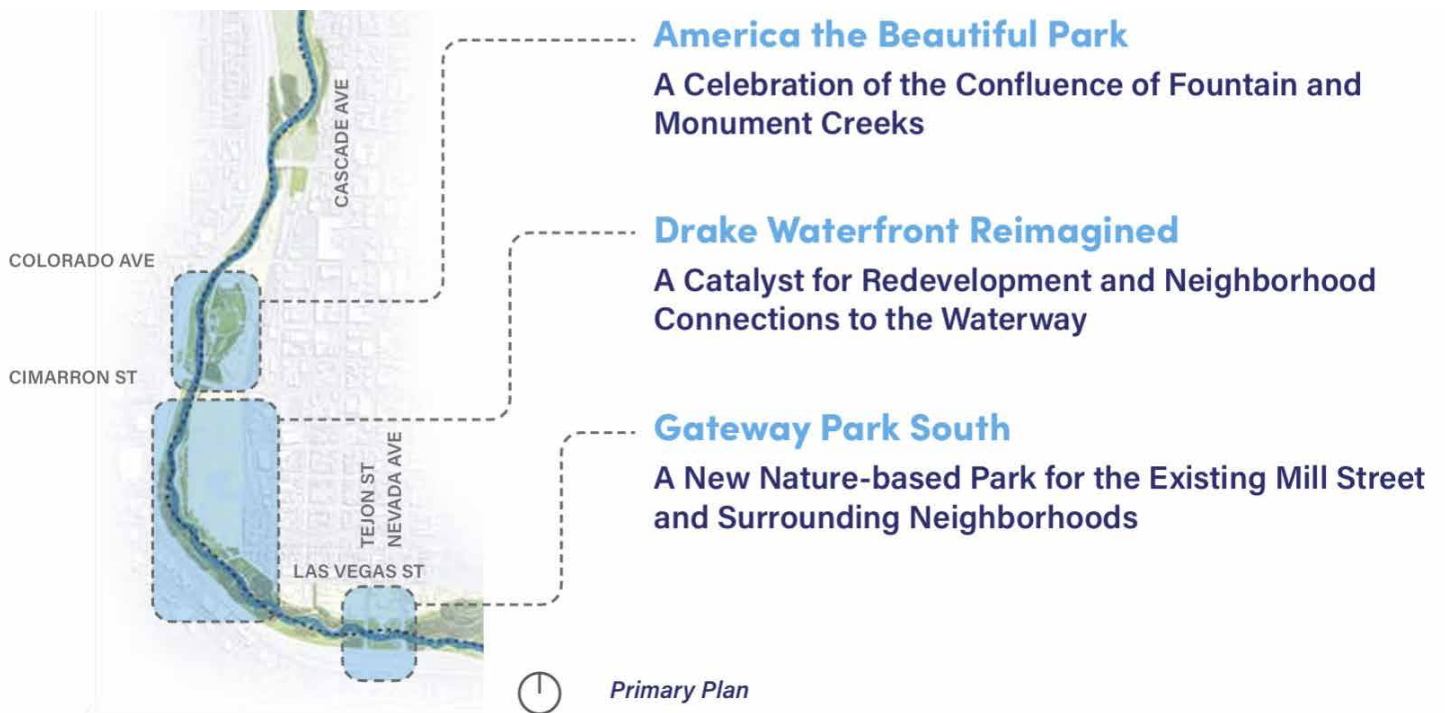 America the Beautiful Park
A Celebration of the Confluence of Fountain and
Monument Creeks
CASCADE AVE
Drake Waterfront Reimagined
A Catalyst for Redevelopment and Neighborhood
Connections to the Waterway
COLORADO AVE
CIMARRON ST
Gateway Park South
A New Nature-based Park for the Existing Mill Street
and Surrounding Neighborhoods
TEJON ST
NEVADA AVE
LAS VEGAS ST
Primary Plan